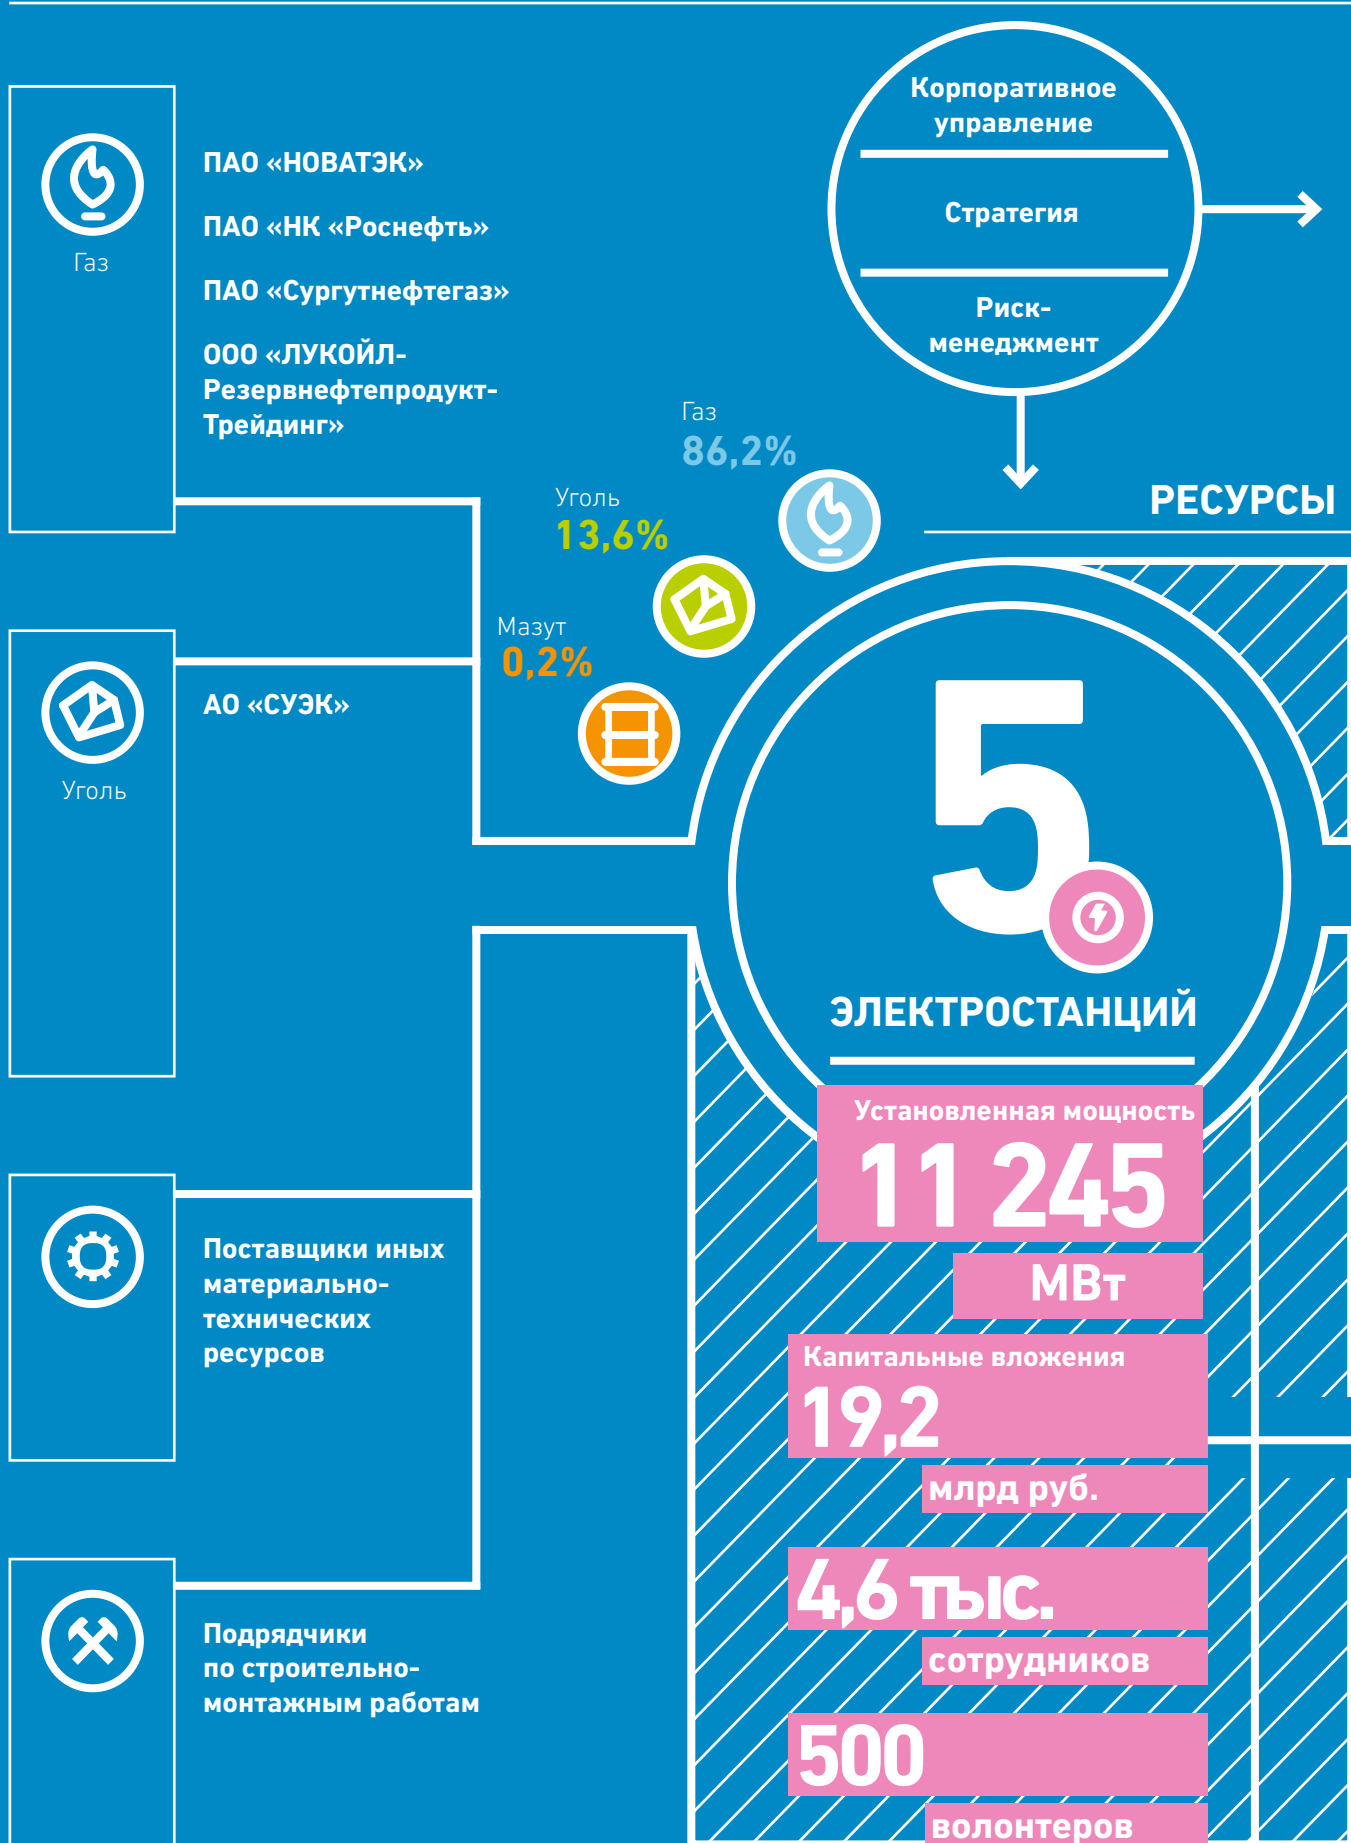 Корпоративное
управление
Стратегия
Риск-
менеджмент
Газ
ПАО «НОВАТЭК»
ПАО «НК «Роснефть»
ПАО «Сургутнефтегаз»
ООО «ЛУКОЙЛ-
Резервнефтепродукт-
Трейдинг»
Газ
86,2%
Уголь
13,6%
Мазут
0,2%
РЕСУРСЫ
Уголь
АО «СУЭК»
5
ЭЛЕКТРОСТАНЦИЙ
Установленная мощность
11 245
МВт
Капитальные вложения
19,2
млрд руб.
4,6 тыс.
сотрудников
500
волонтеров
Поставщики иных
материально-
технических
ресурсов
Подрядчики
по строительно-
монтажным работам